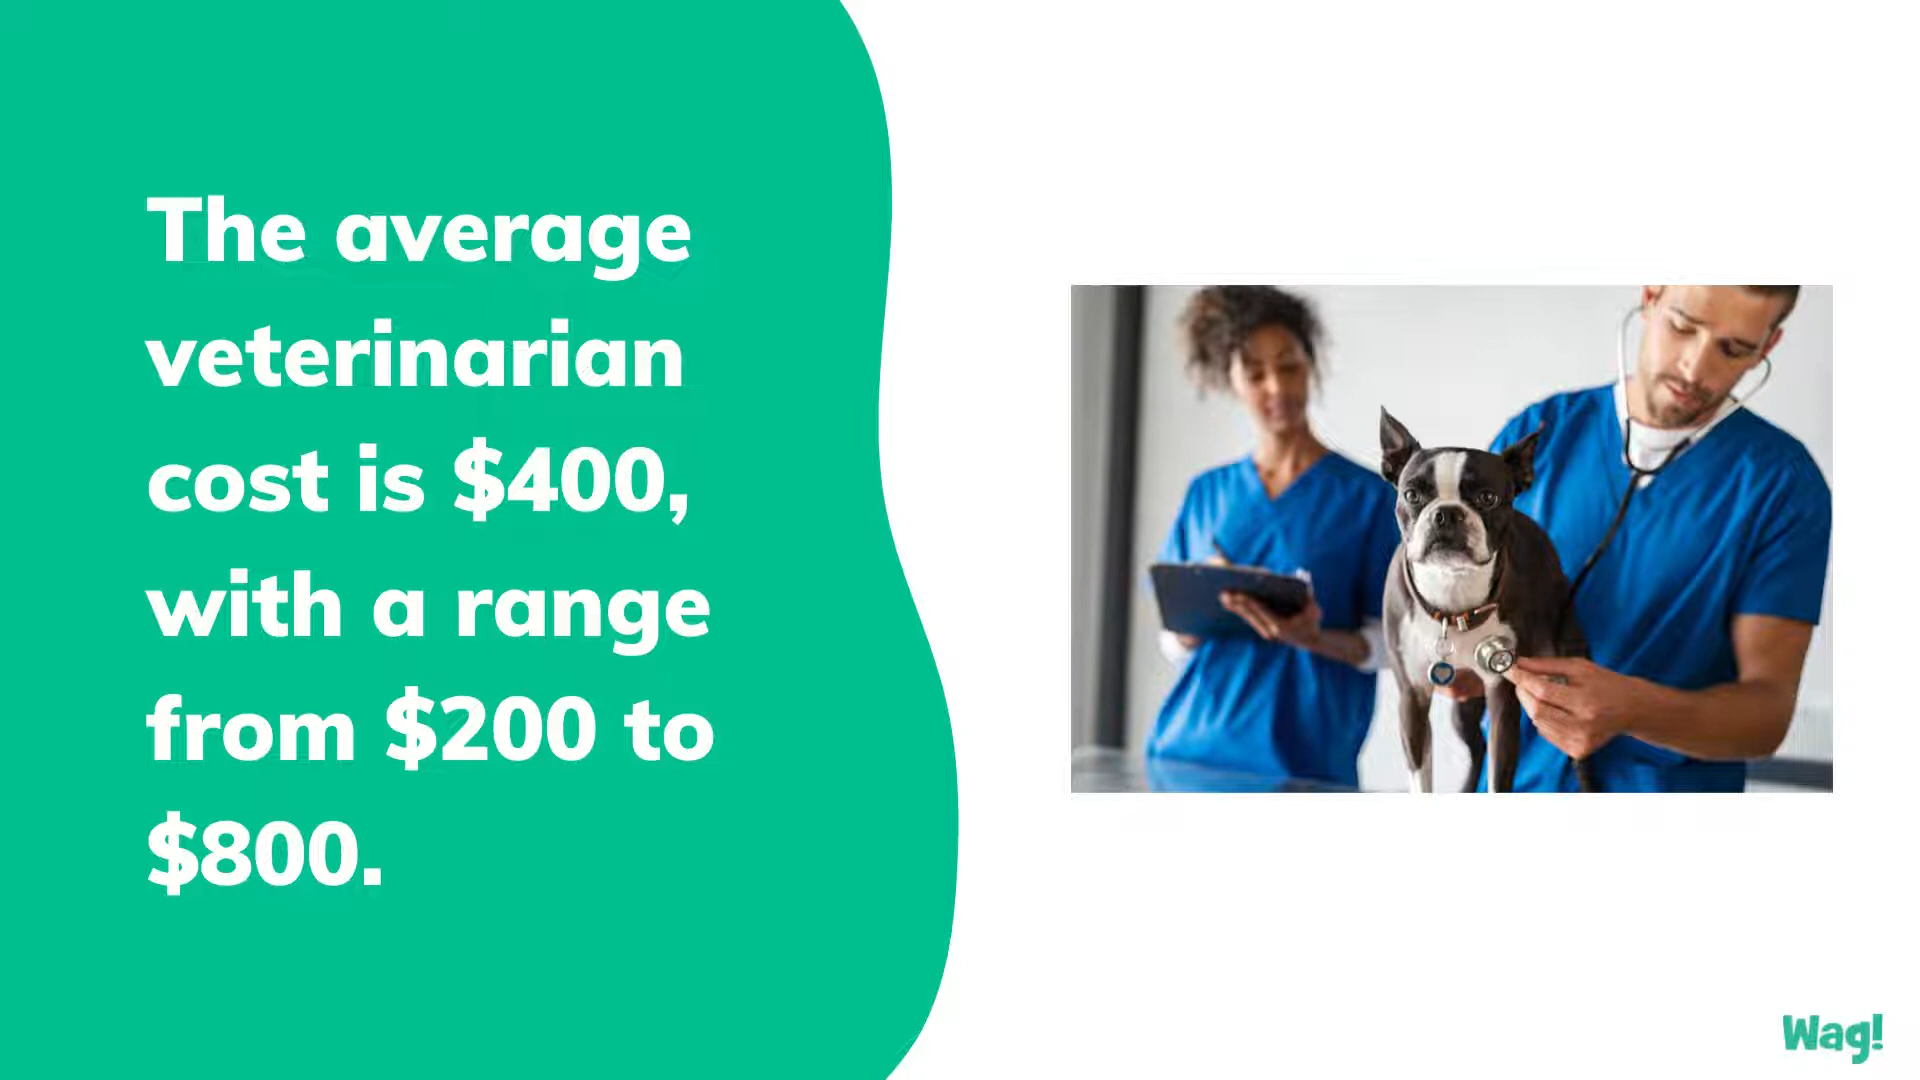 The average
veterinarian
cost is $400,
with a range
from $200 to
$800.
Wag!